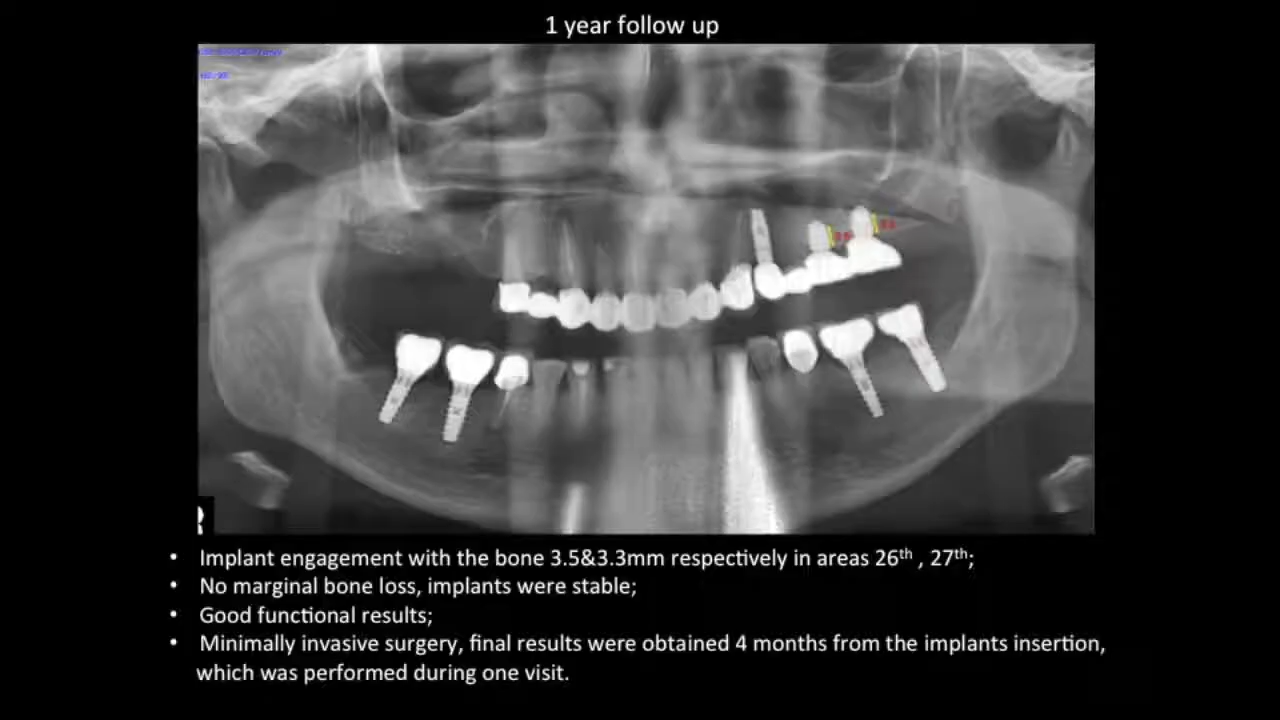 1 year follow up
R
• Implant engagement with the bone 3.5&3.3mm respectively in areas 26th , 27th;
• No marginal bone loss, implants were stable;
• Good functional results;
• Minimally invasive surgery, final results were obtained 4 months from the implants insertion,
which was performed during one visit.